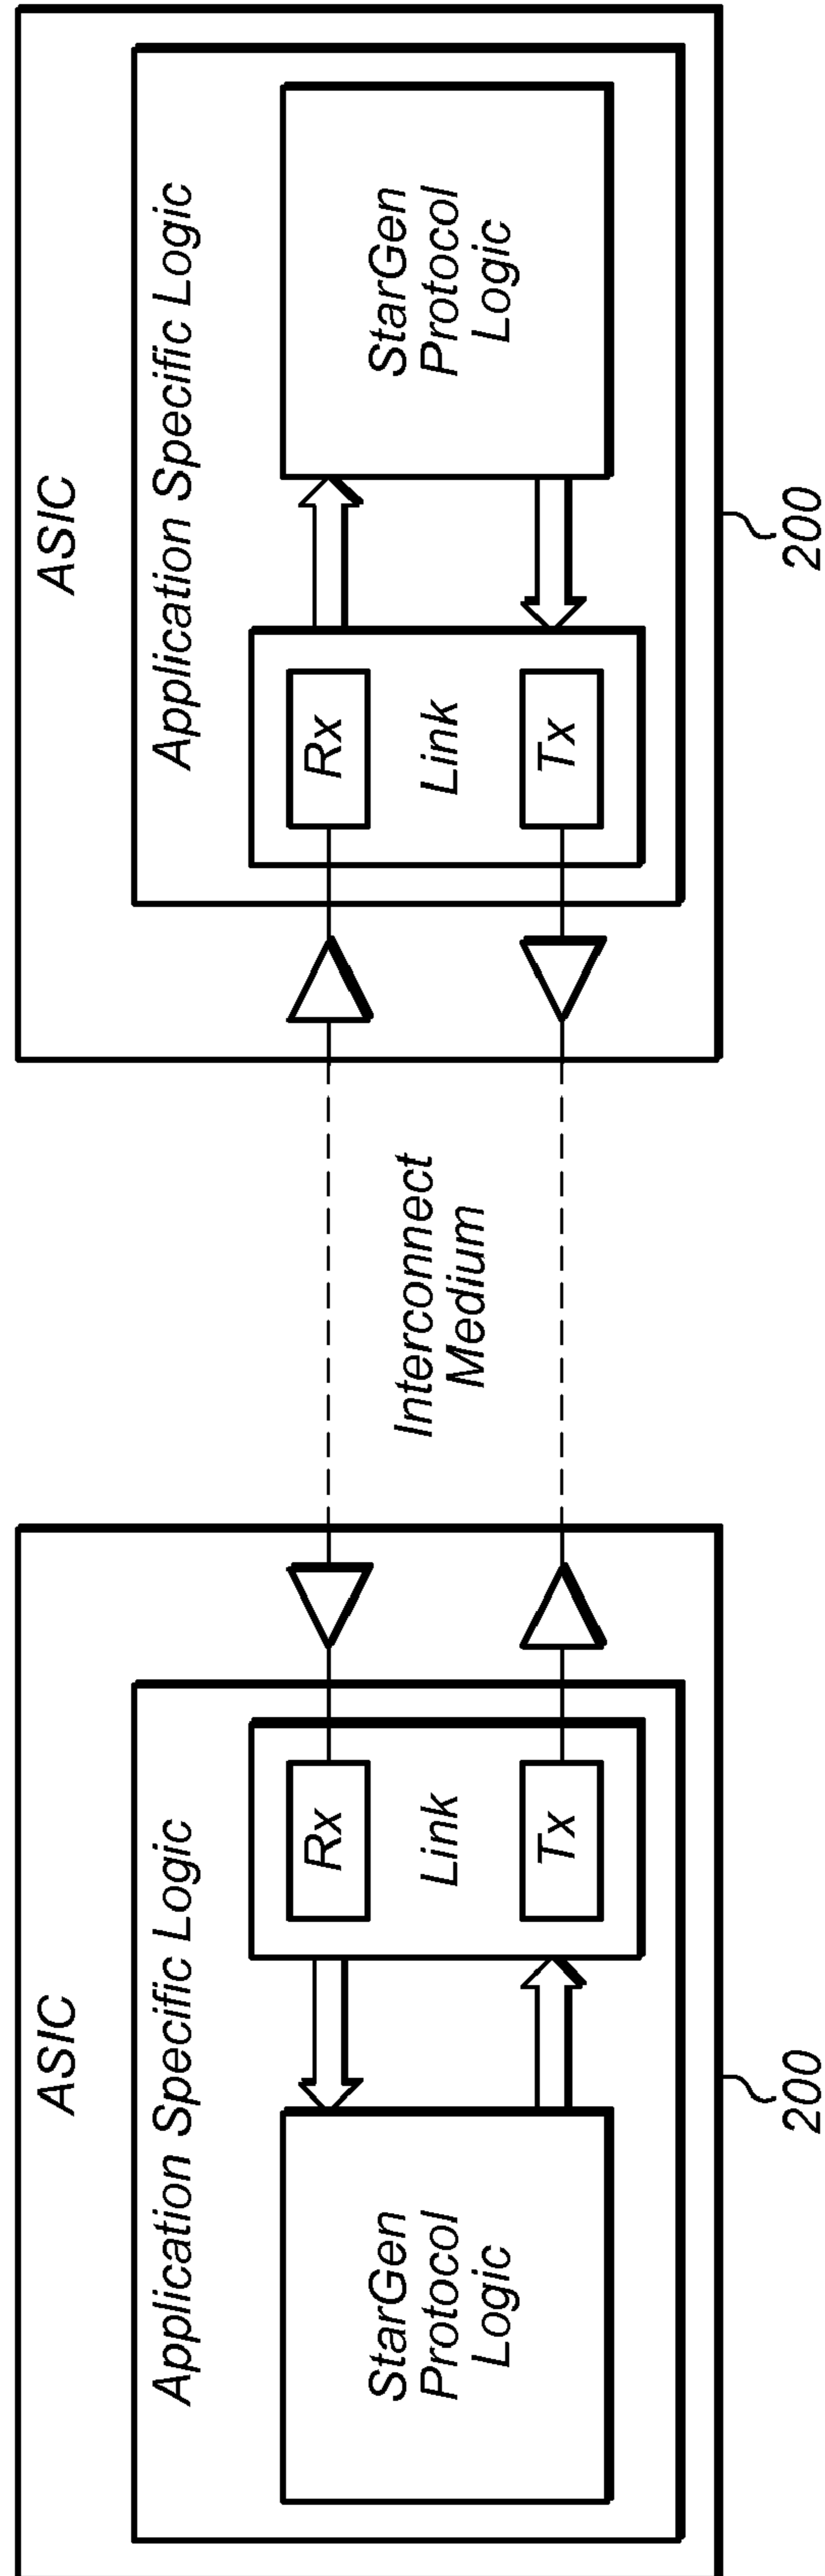 ASIC
Application Specific Logic
StarGen
Protocol
Logic
Rx
Link
Tx
200
Interconnect
Medium
ASIC
Application Specific Logic
Rx
Link
Tx
StarGen
Protocol
Logic
200